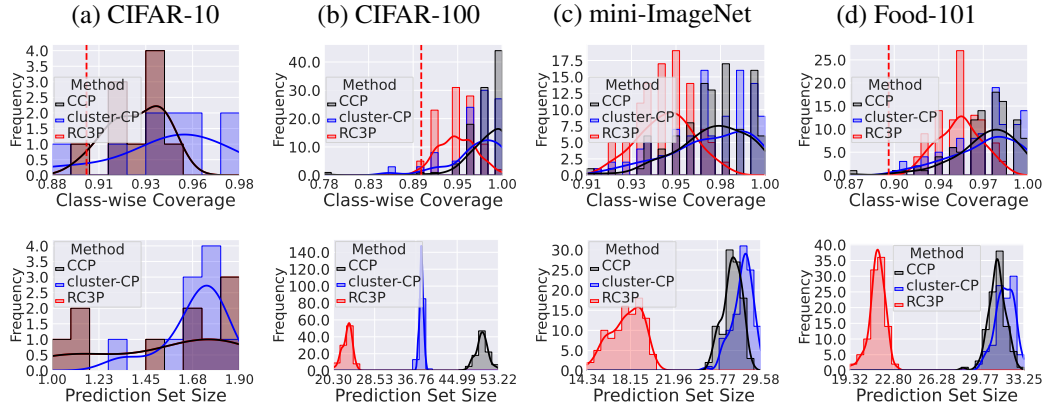 (a) CIFAR-10
(b) CIFAR-100
(c) mini-ImageNet
(d) Food-101
Frequency
4.0
3.5
3.0
2.5
2.0
1.5
1.0
0.5
0.0
Method
CCP
cluster-CP
RC3P
0.88 0.91 0.93 0.96 0.98
Class-wise Coverage
Frequency
40.0
30.0
20.0
10.0
0.0
Method
CCP
cluster-CP
RC3P
0.78 0.83 0.89 0.95 1.00
Class-wise Coverage
Frequency
17.5
15.0
12.5
10.0
7.5
5.0
2.5
0.0
Method
CCP
cluster-CP
RC3P
0.91 0.93 0.95 0.98 1.00
Class-wise Coverage
Frequency
25.0
20.0
15.0
10.0
5.0
0.0
Method
CCP
cluster-CP
RC3P
0.87 0.90 0.94 0.97 1.00
Class-wise Coverage
Frequency
4.0
3.5
3.0
2.5
2.0
1.5
1.0
0.5
0.0
Method
CCP
cluster-CP
RC3P
1.00 1.23 1.45 1.68 1.90
Prediction Set Size
Frequency
140.0
120.0
100.0
80.0
60.0
40.0
20.0
0.0
Method
CCP
cluster-CP
RC3P
20.30 28.53 36.76 44.99 53.22
Prediction Set Size
Frequency
30.0
25.0
20.0
15.0
10.0
5.0
0.0
Method
CCP
cluster-CP
RC3P
14.34 18.15 21.96 25.77 29.58
Prediction Set Size
Frequency
40.0
35.0
30.0
25.0
20.0
15.0
10.0
5.0
0.0
Method
CCP
cluster-CP
RC3P
19.32 22.80 26.28 29.77 33.25
Prediction Set Size